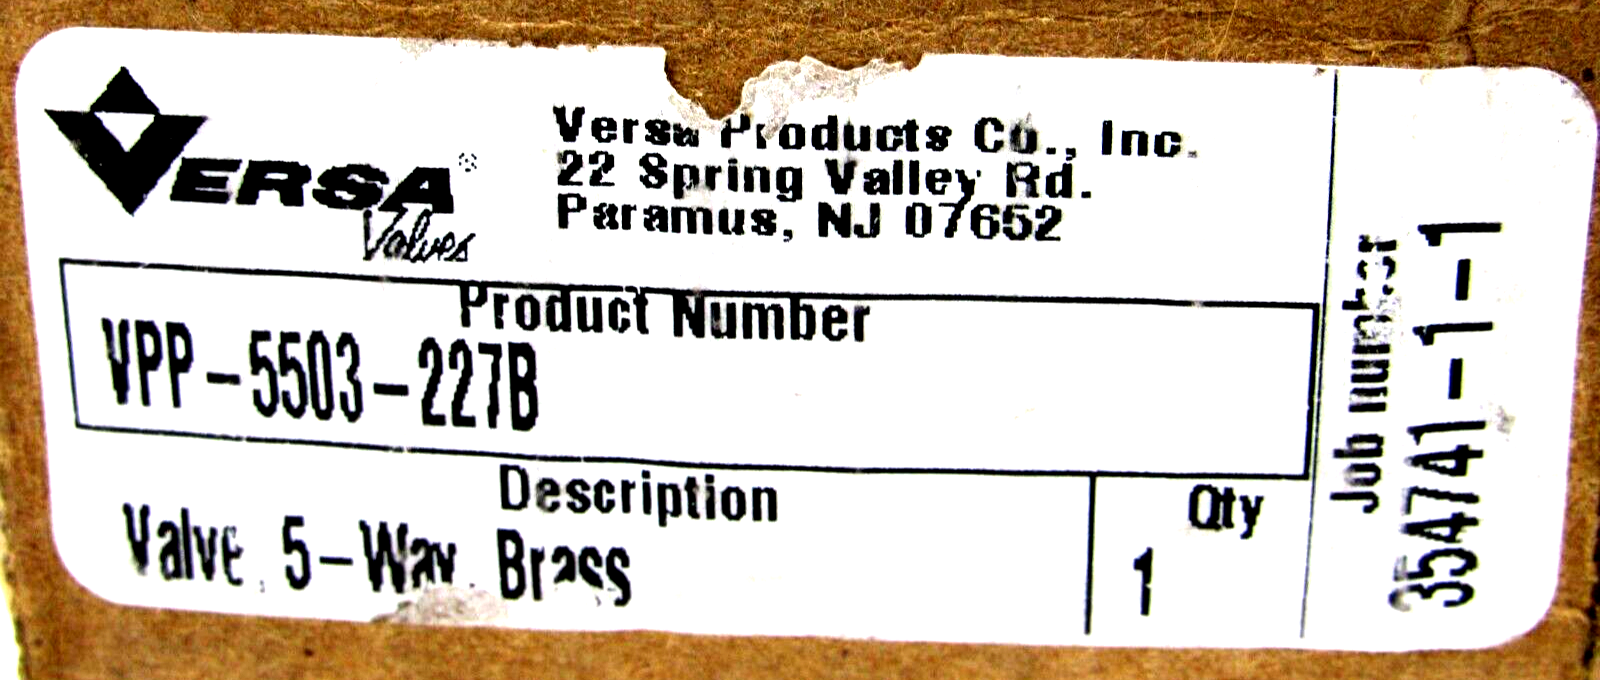 VERSA®
Valves
Versa Products Co., Inc.
22 Spring Valley Rd.
Paramus, NJ 07652
Product Number
VPP-5503-227B
Description
Valve, 5-Way, Brass
Qty
1
Job number
354741-1-1